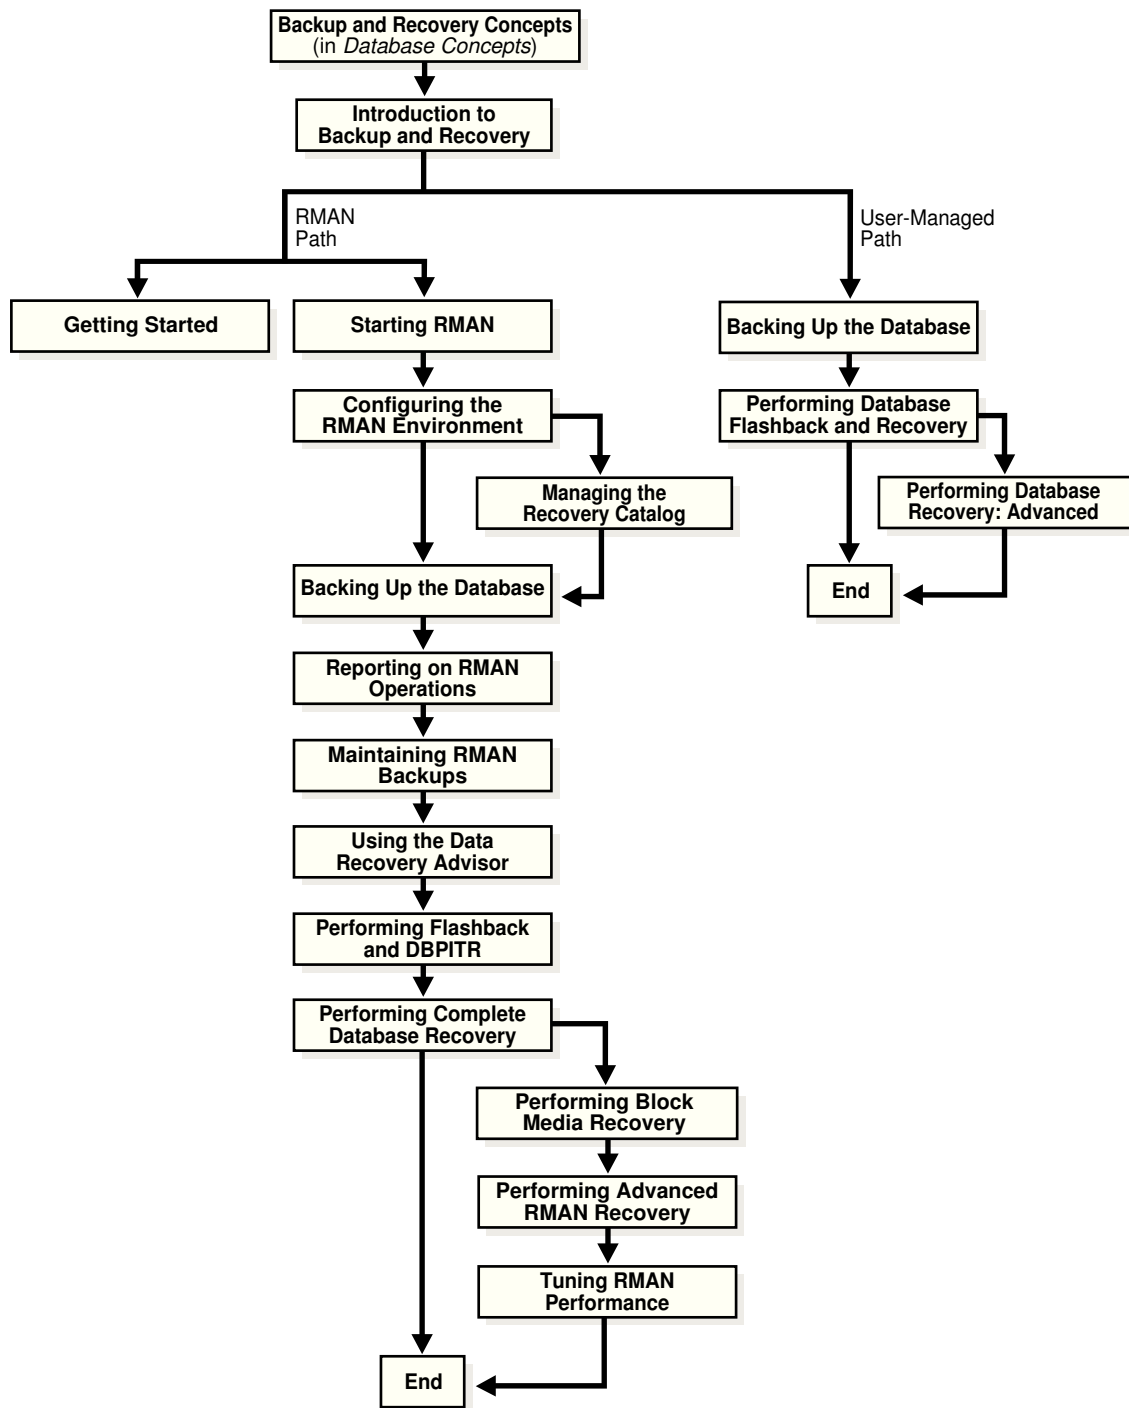 Backup and Recovery Concepts
(in Database Concepts)
Introduction to
Backup and Recovery
RMAN
Path
User-Managed
Path
Getting Started
Starting RMAN
Backing Up the Database
Configuring the
RMAN Environment
Performing Database
Flashback and Recovery
Managing the
Recovery Catalog
Performing Database
Recovery: Advanced
Backing Up the Database
End
Reporting on RMAN
Operations
Maintaining RMAN
Backups
Using the Data
Recovery Advisor
Performing Flashback
and DBPITR
Performing Complete
Database Recovery
Performing Block
Media Recovery
Performing Advanced
RMAN Recovery
Tuning RMAN
Performance
End